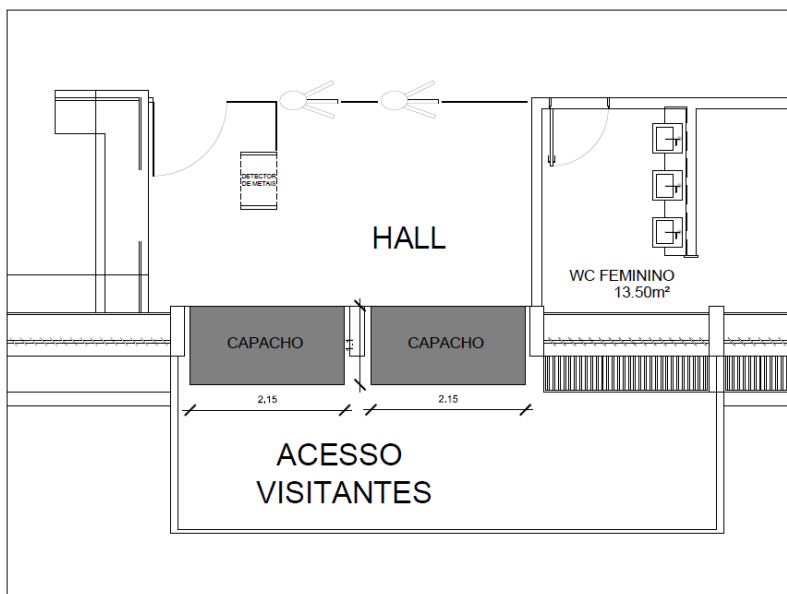 DETECTOR
DE METAIS
HALL
WC FEMININO
13.50m²
CAPACHO
1.1
CAPACHO
2.15
2.15
ACESSO
VISITANTES